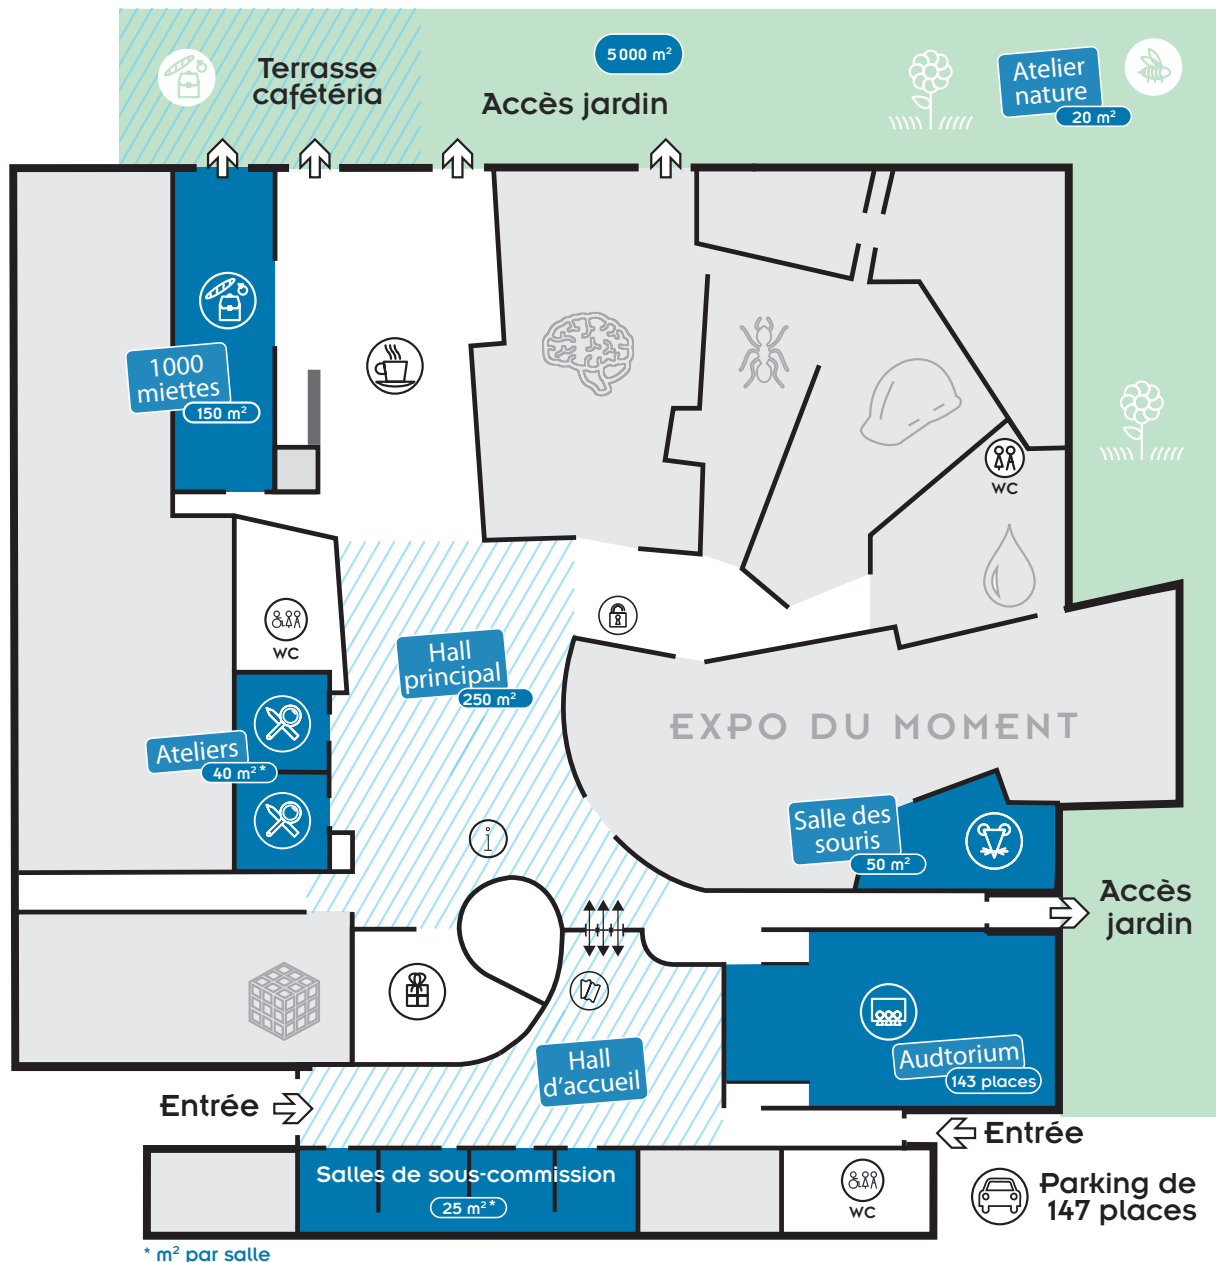 Terrasse
cafétéria
5000 m²
Accès jardin
Atelier
nature
20 m²
1000
miettes
150 m²
WC
WC
Hall
principal
250 m²
EXPO DU MOMENT
Ateliers
40 m² *
Salle des
souris
50 m²
i
Accès
jardin
Audtorium
143 places
Hall
d'accueil
Entrée
Entrée
Salles de sous-commission
25 m² *
WC
Parking de
147 places
* m² par salle